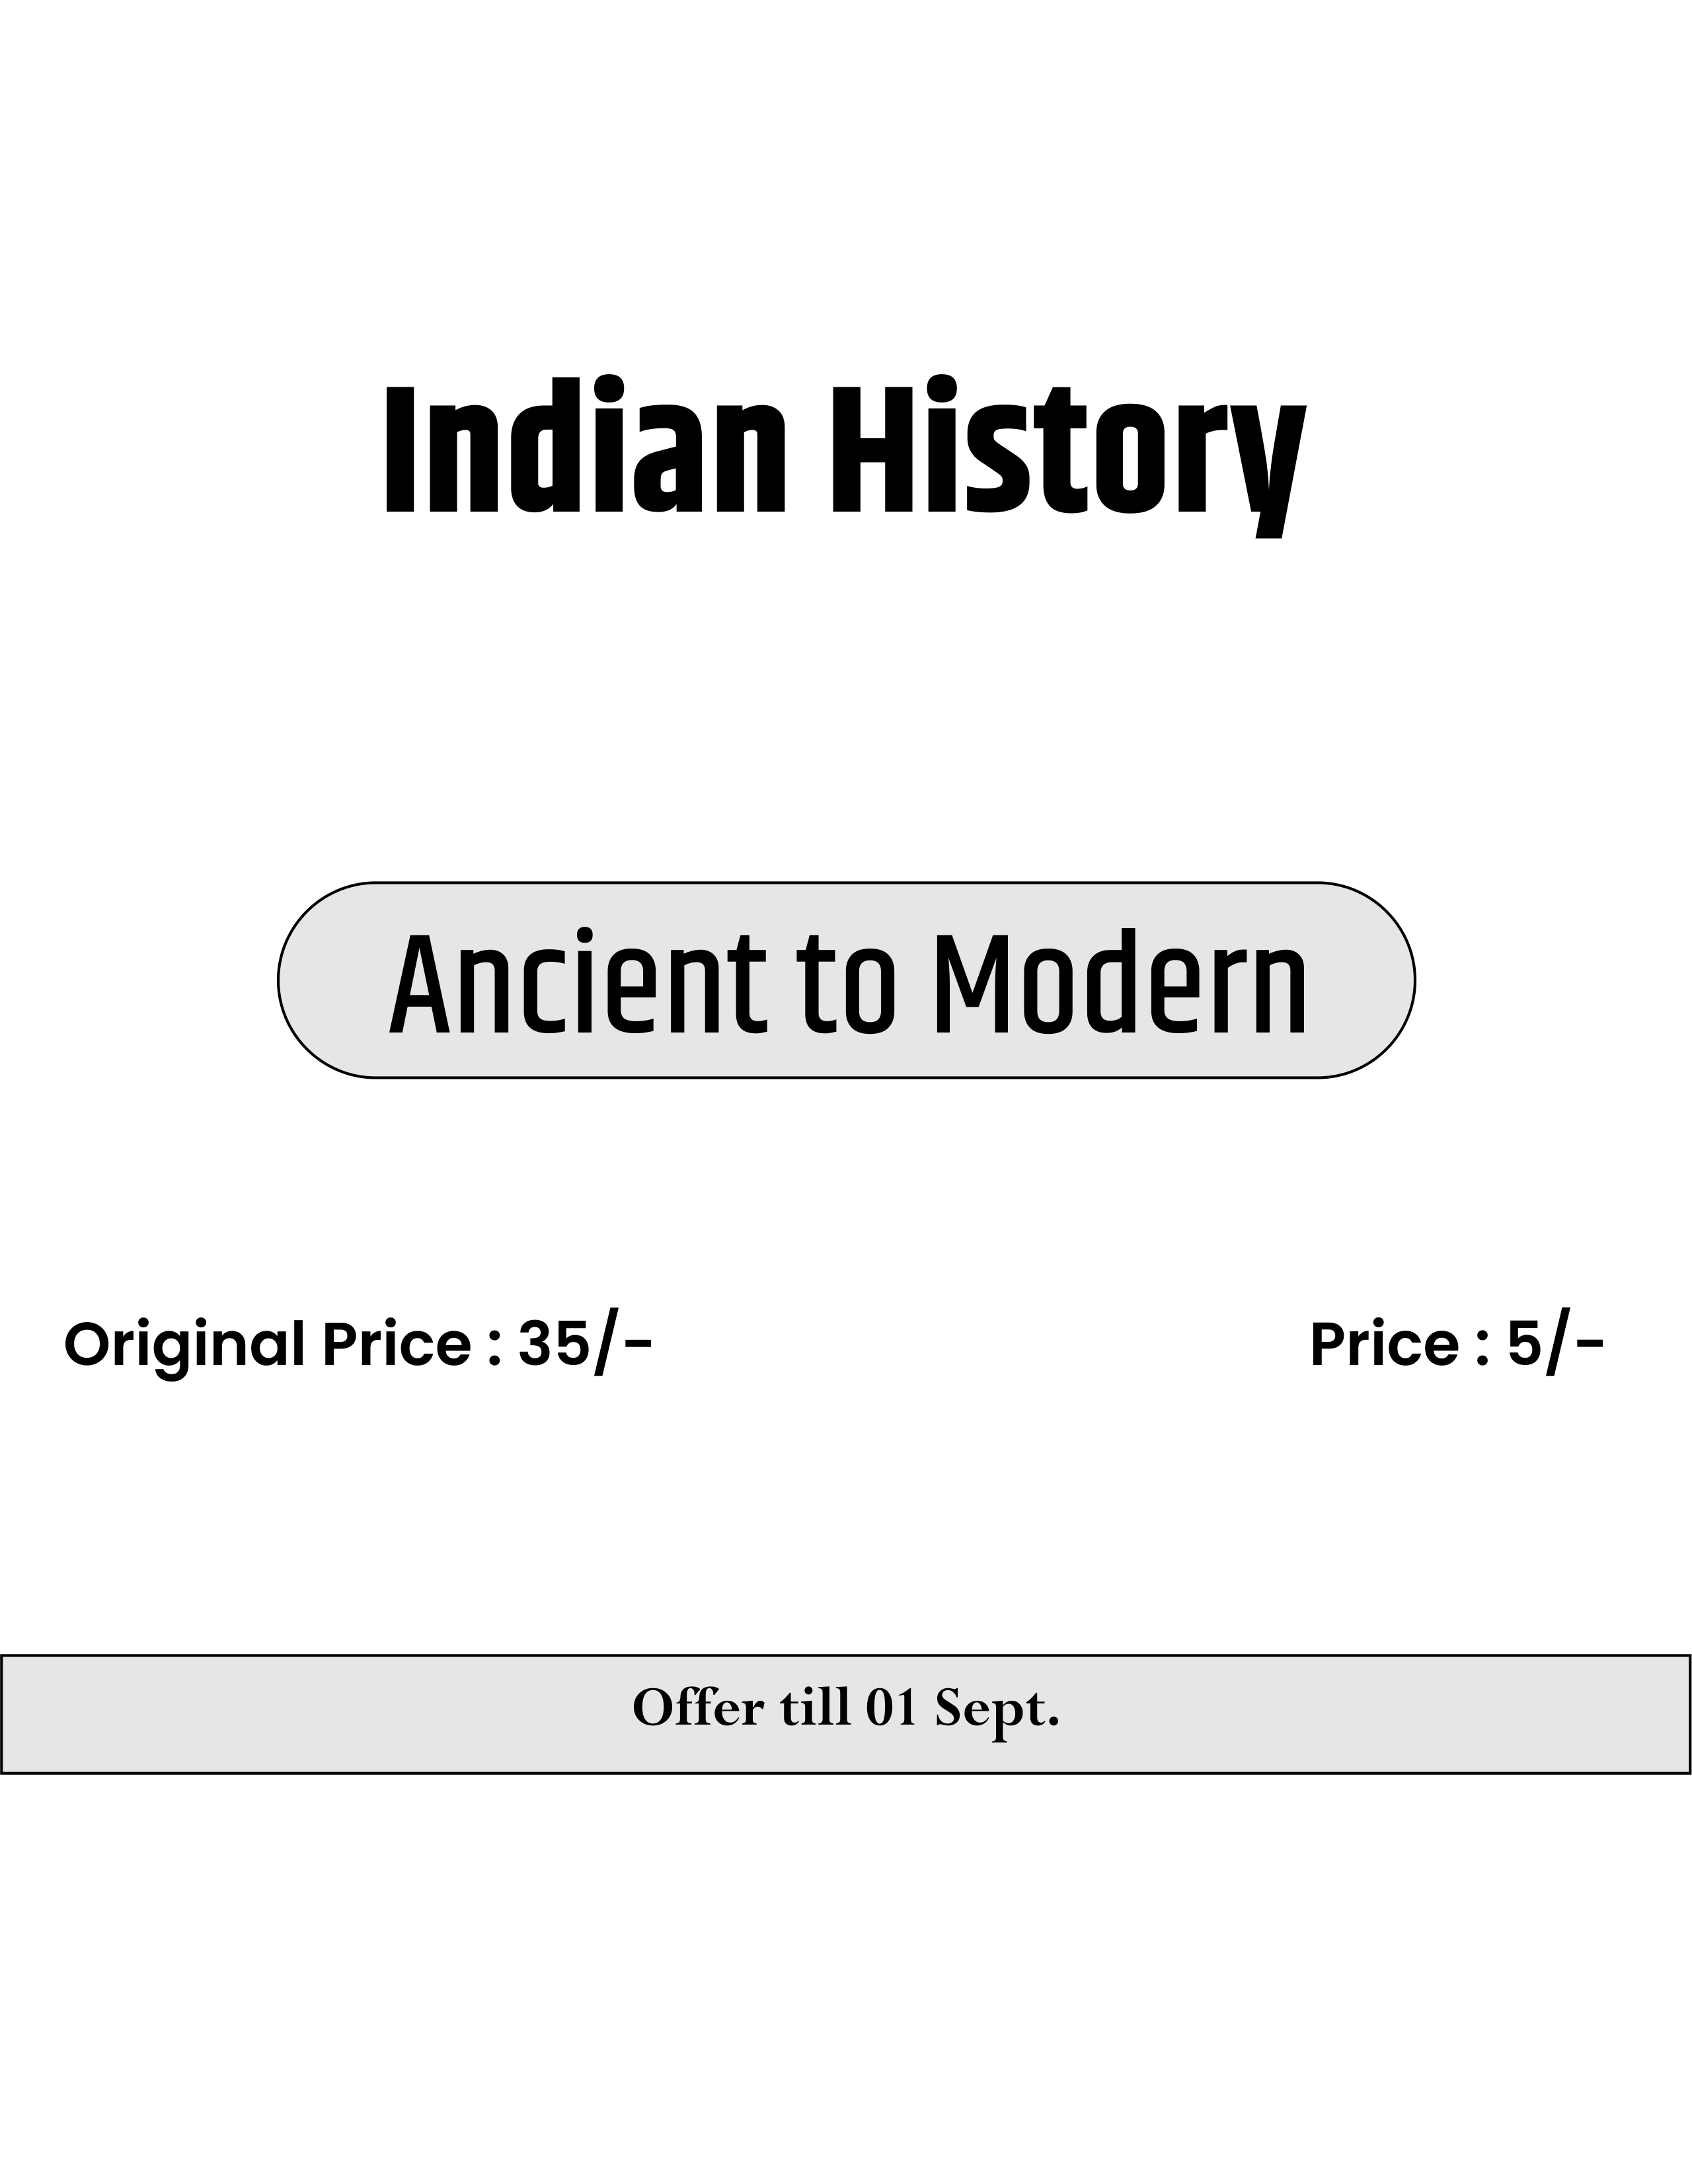 Indian History
Ancient to Modern
Original Price : 35/- Price : 5/-
Offer till 01 Sept.